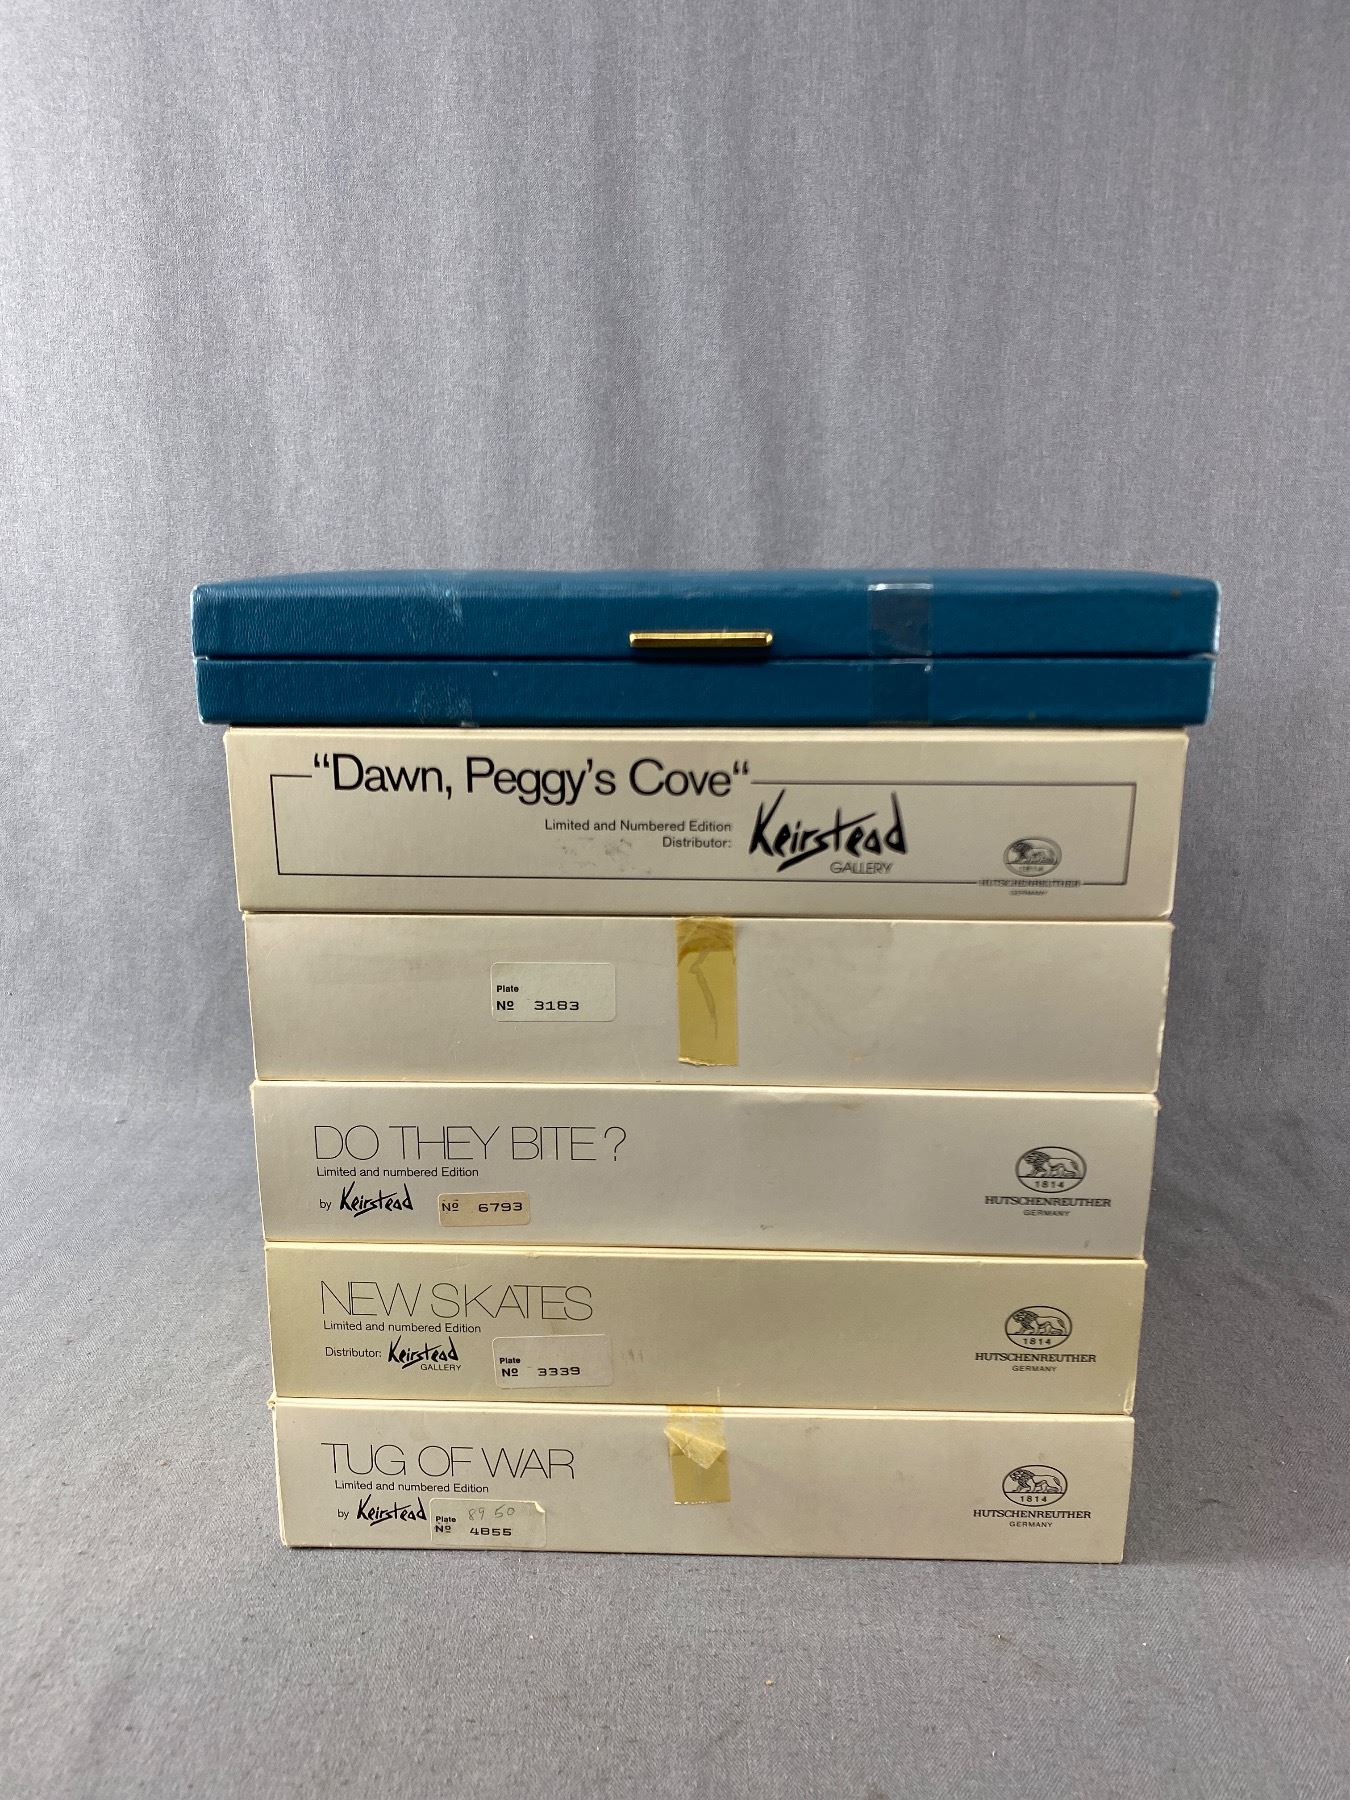 “Dawn, Peggy's Cove“
Limited and Numbered Edition
Distributor: Keirstead
GALLERY
1814
HUTSCHENREUTHER
GERMANY
Plate
Nº 3183
DO THEY BITE?
Limited and numbered Edition
by Keirstead Nº 6793
1814
HUTSCHENREUTHER
GERMANY
NEW SKATES
Limited and numbered Edition
Distributor: Keirstead
GALLERY
Plate
Nº 3339
1814
HUTSCHENREUTHER
GERMANY
TUG OF WAR
Limited and numbered Edition
by Keirstead
Plate 89 50
Nº 4855
1814
HUTSCHENREUTHER
GERMANY